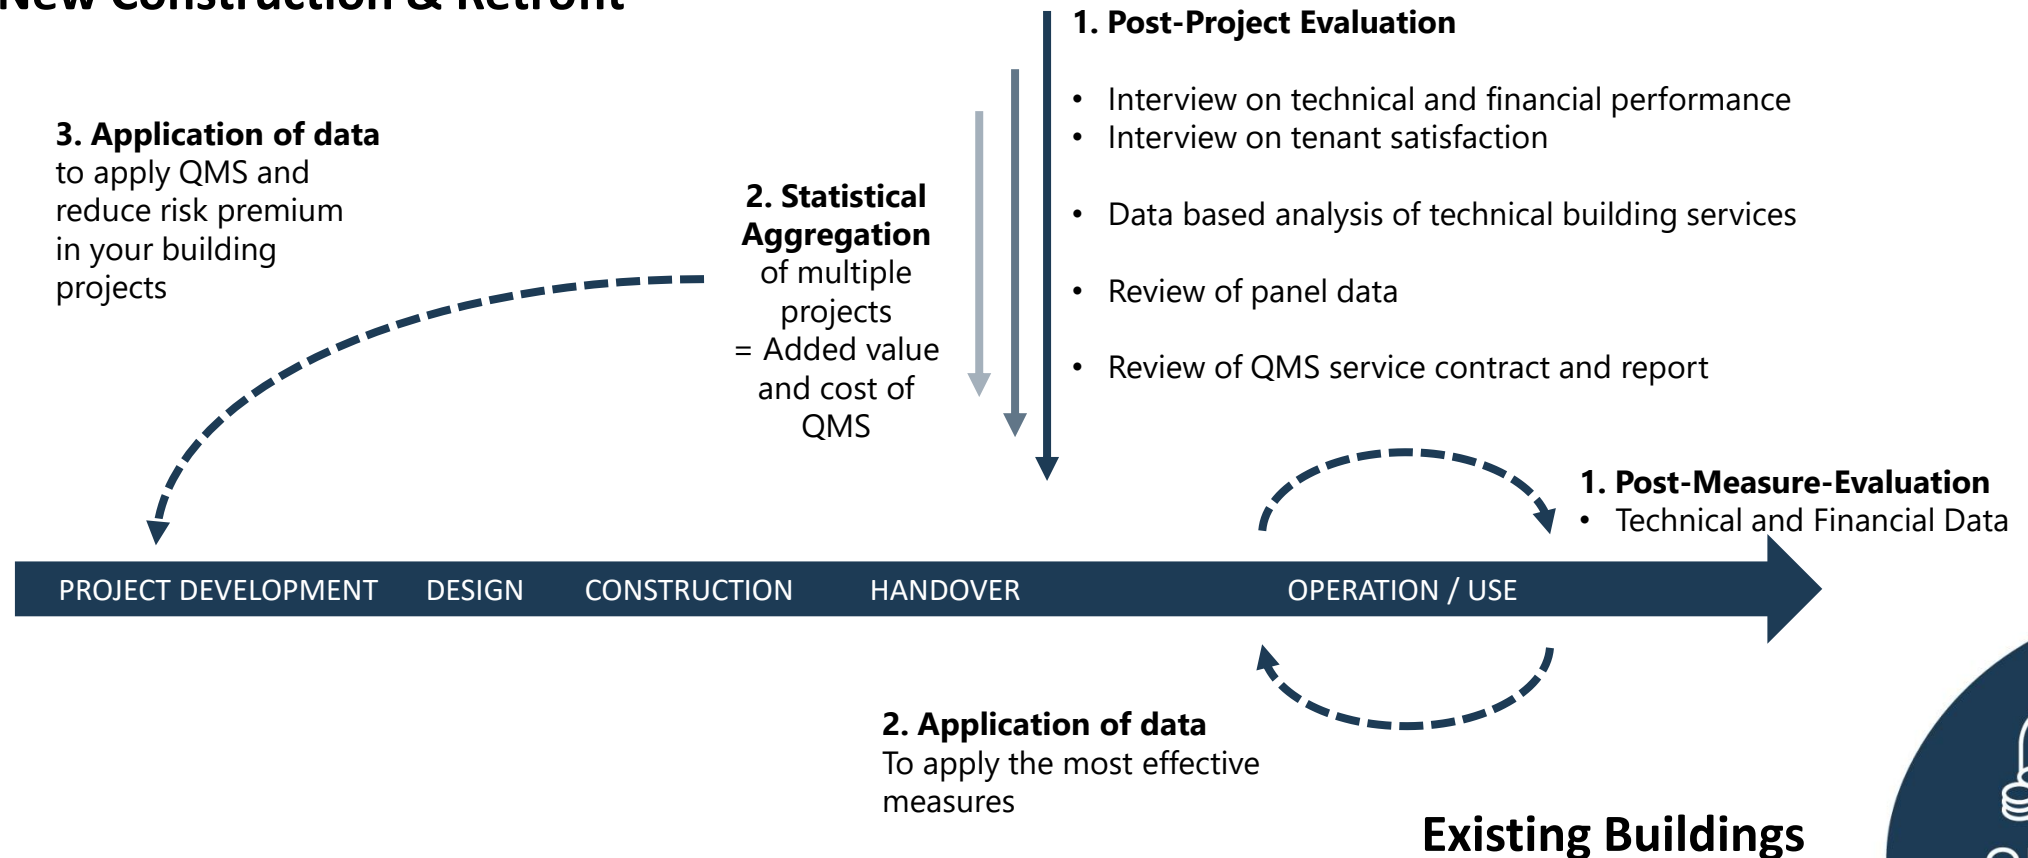 New Construction & Retrofit
1. Post-Project Evaluation
• Interview on technical and financial performance
• Interview on tenant satisfaction
• Data based analysis of technical building services
• Review of panel data
• Review of QMS service contract and report
3. Application of data
to apply QMS and
reduce risk premium
in your building
projects
2. Statistical
Aggregation
of multiple
projects
= Added value
and cost of
QMS
1. Post-Measure-Evaluation
• Technical and Financial Data
PROJECT DEVELOPMENT DESIGN CONSTRUCTION HANDOVER OPERATION / USE
2. Application of data
To apply the most effective
measures
Existing Buildings